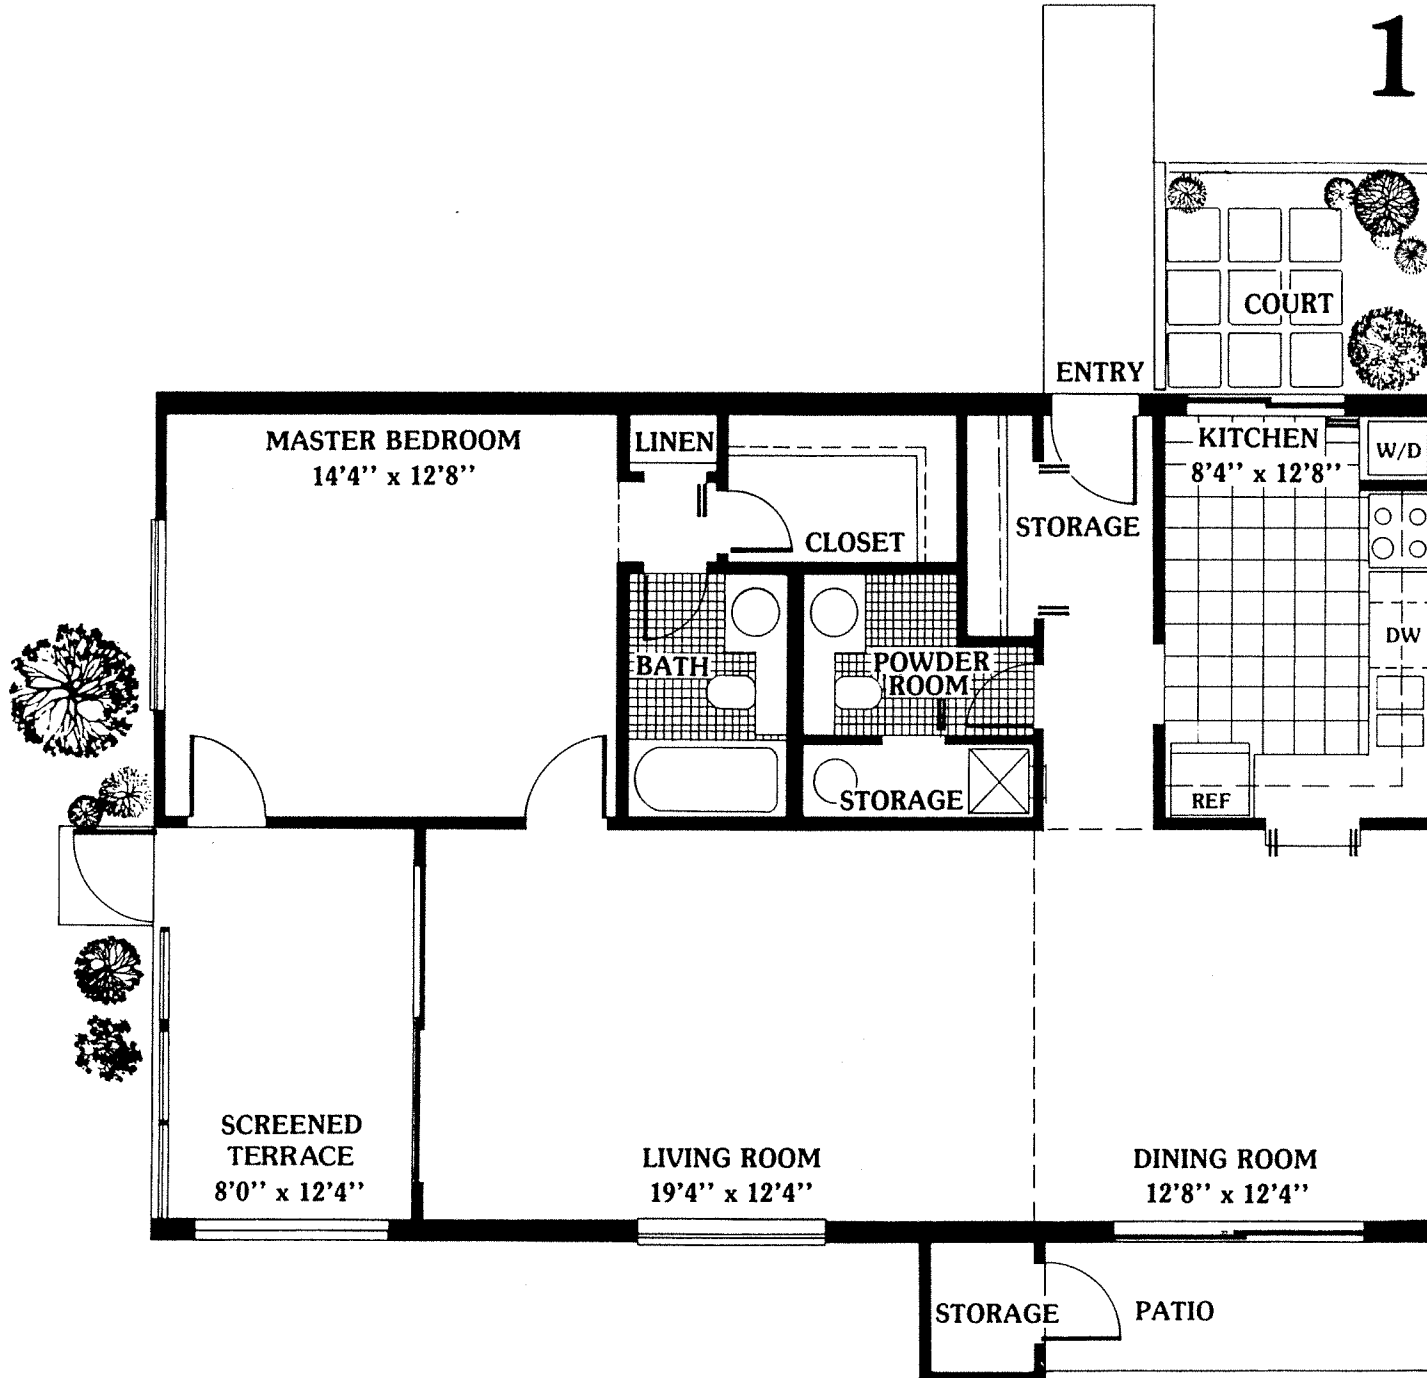 1
COURT
ENTRY
MASTER BEDROOM
14'4'' x 12'8''
LINEN
KITCHEN
8'4'' x 12'8''
W/D
CLOSET
STORAGE
DW
BATH
POWDER
ROOM
STORAGE
REF
SCREENED
TERRACE
8'0'' x 12'4''
LIVING ROOM
19'4'' x 12'4''
DINING ROOM
12'8'' x 12'4''
STORAGE
PATIO